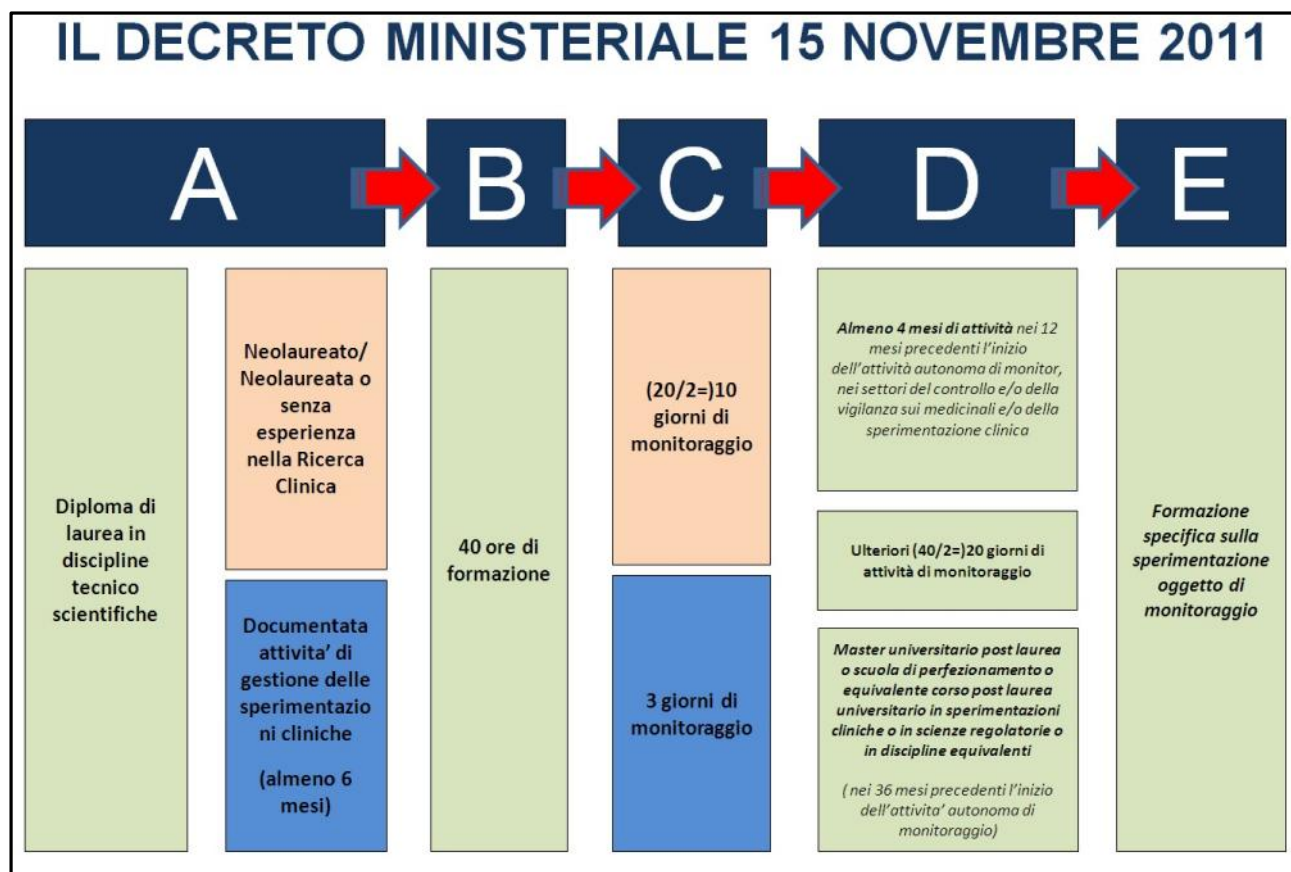 IL DECRETO MINISTERIALE 15 NOVEMBRE 2011
A
B
C
D
E
Diploma di
laurea in
discipline
tecnico
scientifiche
Neolaureato/
Neolaureata o
senza
esperienza
nella Ricerca
Clinica
Documentata
attivita’ di
gestione delle
sperimentazio
ni cliniche
(almeno 6
mesi)
40 ore di
formazione
(20/2=)10
giorni di
monitoraggio
3 giorni di
monitoraggio
Almeno 4 mesi di attività nei 12
mesi precedenti l’inizio
dell’attività autonoma di monitor,
nei settori del controllo e/o della
vigilanza sui medicinali e/o della
sperimentazione clinica
Ulteriori (40/2=)20 giorni di
attività di monitoraggio
Master universitario post laurea
o scuola di perfezionamento o
equivalente corso post laurea
universitario in sperimentazioni
cliniche o in scienze regolatorie o
in discipline equivalenti
( nei 36 mesi precedenti l’inizio
dell’attivita’ autonoma di
monitoraggio)
Formazione
specifica sulla
sperimentazione
oggetto di
monitoraggio